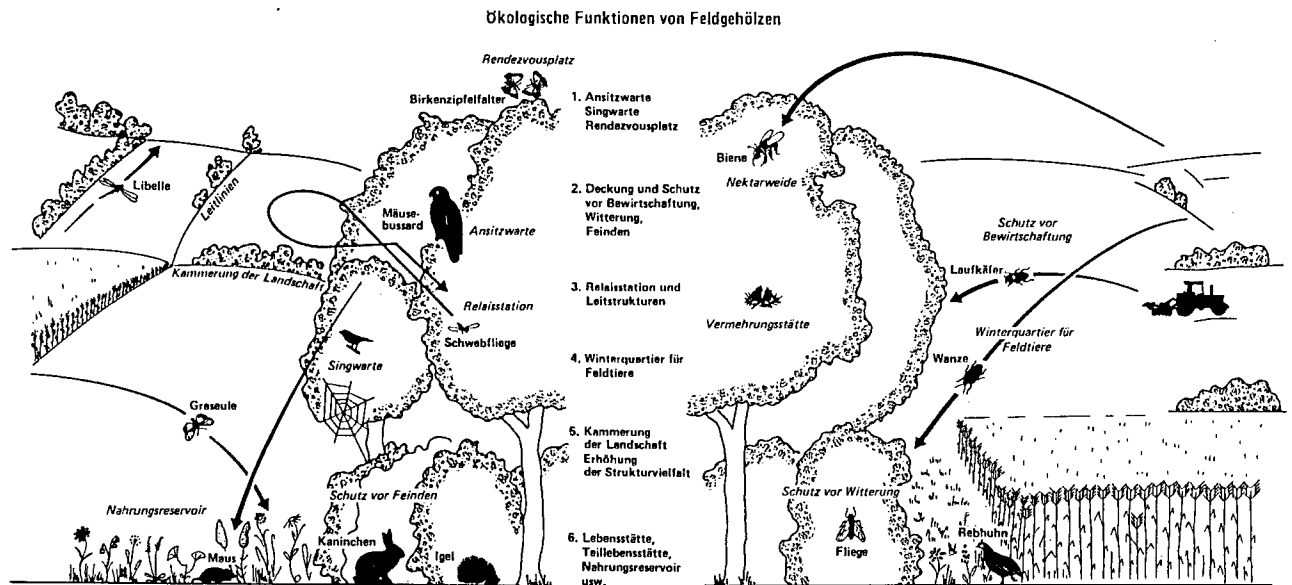 Ökologische Funktionen von Feldgehölzen
Rendezvousplatz
Birkenzipfelfalter
Libelle
Leitlinien
Mäuse-
bussard
Ansitzwarte
Kammerung der Landschaft
Relaisstation
Schwebfliege
Singwarte
Graseule
Nahrungsreservoir
Maus
Schutz vor Feinden
Kaninchen
Igel
1. Ansitzwarte
Singwarte
Rendezvousplatz
2. Deckung und Schutz
vor Bewirtschaftung,
Witterung,
Feinden
3. Relaisstation und
Leitstrukturen
4. Winterquartier für
Feldtiere
5. Kammerung
der Landschaft
Erhöhung
der Strukturvielfalt
6. Lebensstätte,
Teillebensstätte,
Nahrungsreservoir
usw.
Biene
Nektarweide
Schutz vor
Bewirtschaftung
Laufkäfer
Vermehrungsstätte
Winterquartier für
Feldtiere
Wanze
Schutz vor Witterung
Fliege
Rebhuhn